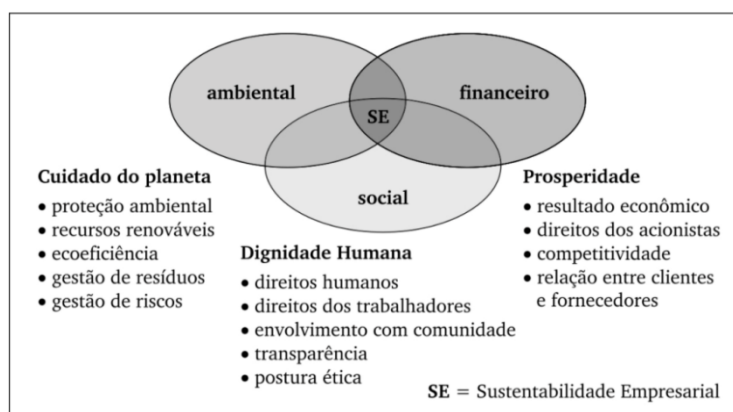 ambiental
financeiro
SE
social
Cuidado do planeta
• proteção ambiental
• recursos renováveis
• ecoeficiência
• gestão de resíduos
• gestão de riscos
Dignidade Humana
• direitos humanos
• direitos dos trabalhadores
• envolvimento com comunidade
• transparência
• postura ética
Prosperidade
• resultado econômico
• direitos dos acionistas
• competitividade
• relação entre clientes
e fornecedores
SE = Sustentabilidade Empresarial